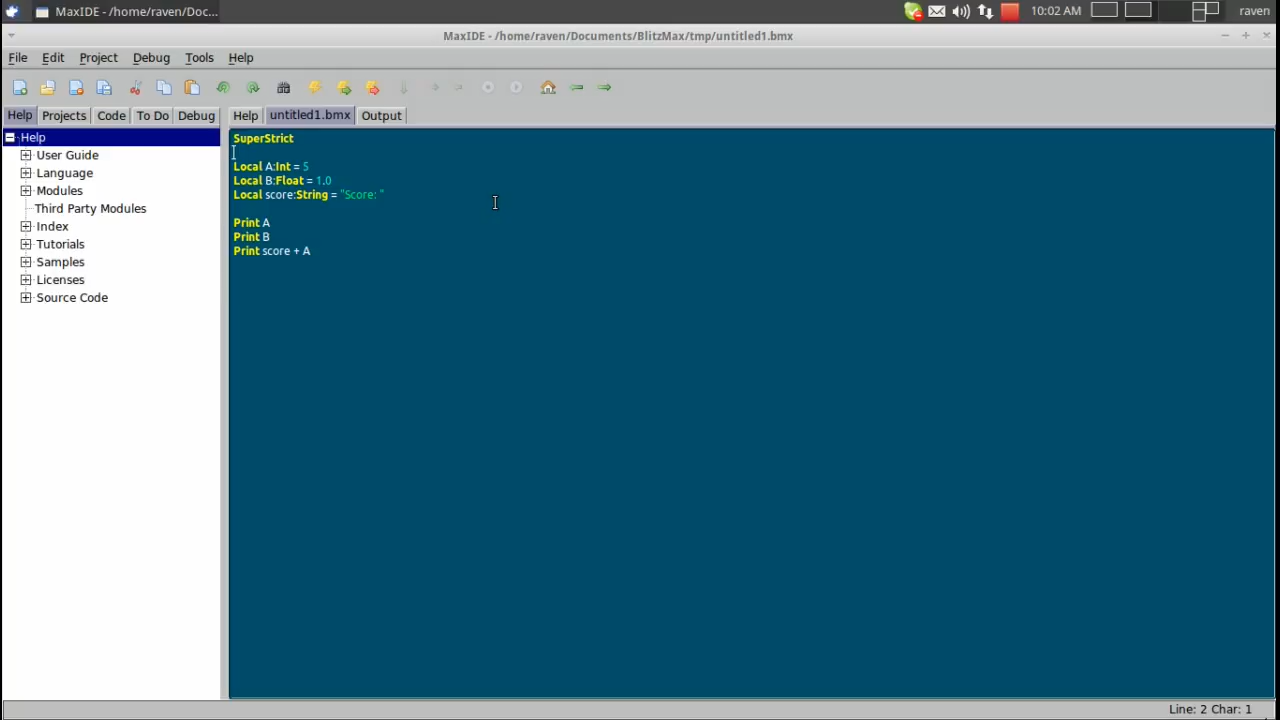 MaxIDE - /home/raven/Doc...
10:02 AM
raven
MaxIDE - /home/raven/Documents/BlitzMax/tmp/untitled1.bmx
File Edit Project Debug Tools Help
Help Projects Code To Do Debug
Help untitled1.bmx Output
Help
User Guide
Language
Modules
Third Party Modules
Index
Tutorials
Samples
Licenses
Source Code
SuperStrict
Local A:Int = 5
Local B:Float = 1.0
Local score:String = "Score: "
Print A
Print B
Print score + A
Line: 2 Char: 1